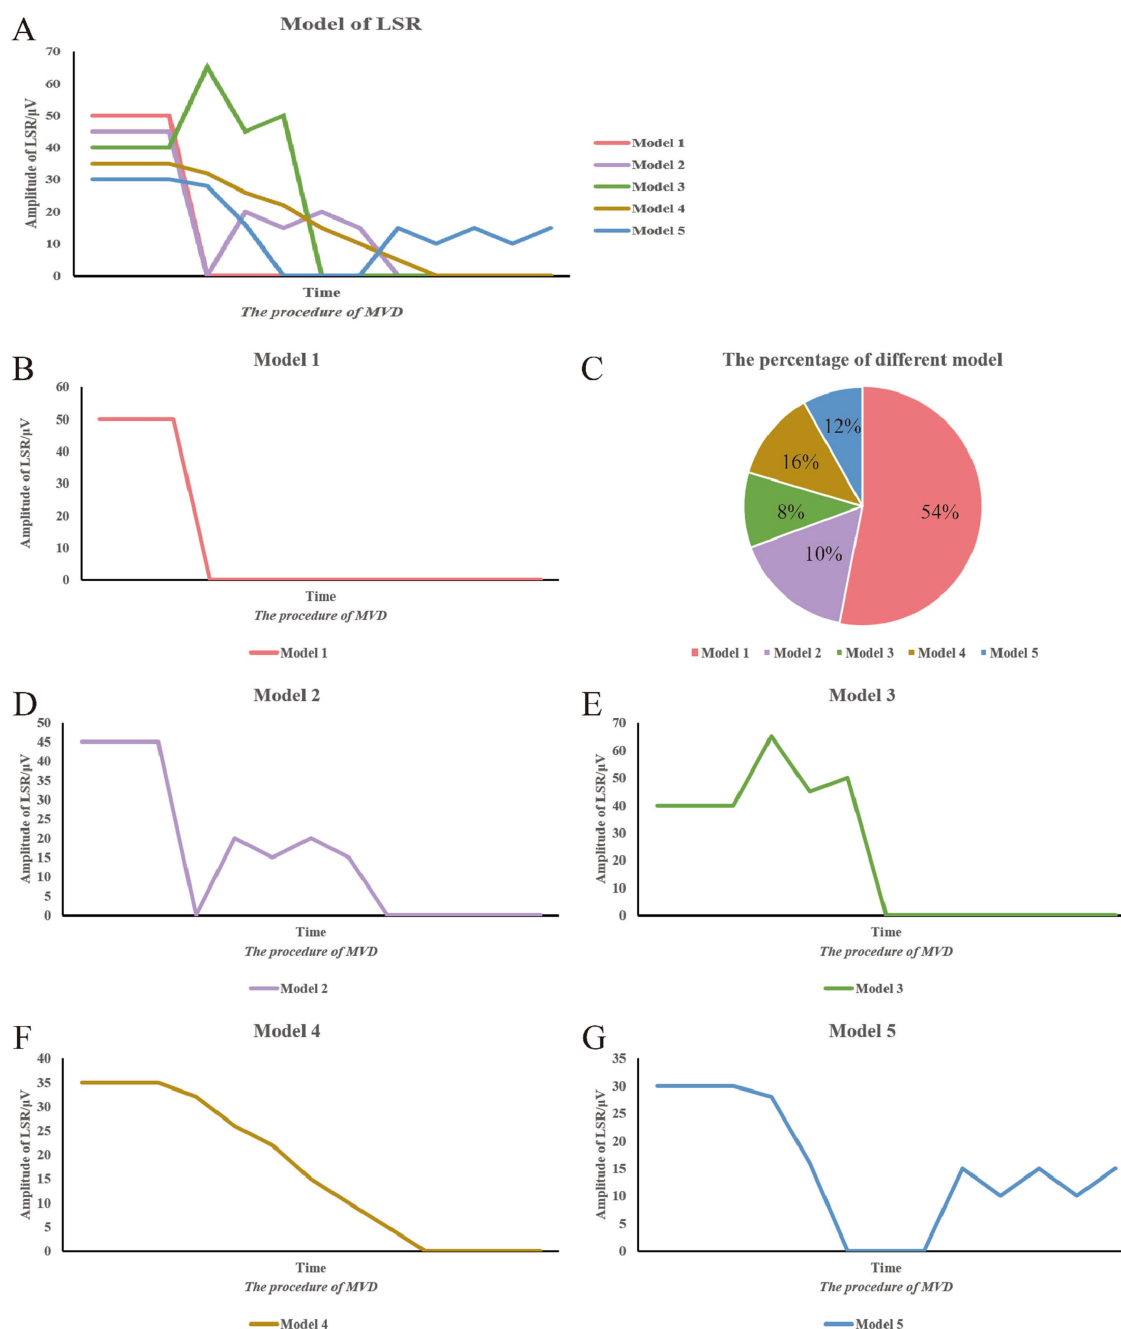 A
Model of LSR
Amplitude of LSR/μV
70
60
50
40
30
20
10
0
Time
The procedure of MVD
Model 1
Model 2
Model 3
Model 4
Model 5
B
Model 1
Amplitude of LSR/μV
60
50
40
30
20
10
0
Time
The procedure of MVD
Model 1
C
The percentage of different model
12%
16%
8%
10%
54%
Model 1 Model 2 Model 3 Model 4 Model 5
D
Model 2
Amplitude of LSR/μV
50
45
40
35
30
25
20
15
10
5
0
Time
The procedure of MVD
Model 2
E
Model 3
Amplitude of LSR/μV
70
60
50
40
30
20
10
0
Time
The procedure of MVD
Model 3
F
Model 4
Amplitude of LSR/μV
40
35
30
25
20
15
10
5
0
Time
The procedure of MVD
Model 4
G
Model 5
Amplitude of LSR/μV
35
30
25
20
15
10
5
0
Time
The procedure of MVD
Model 5